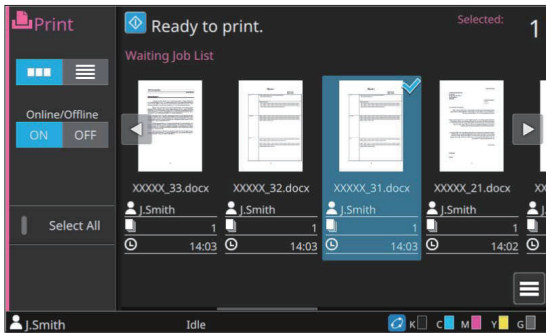 Print
Ready to print.
Selected:
1
Waiting Job List
Online/Offline
ON OFF
Select All
XXXXX_33.docx
J.Smith
1
14:03
XXXXX_32.docx
J.Smith
1
14:03
XXXXX_31.docx
J.Smith
1
14:03
XXXXX_21.docx
J.Smith
1
14:02
XX
J.
J.Smith
Idle
K C M Y G